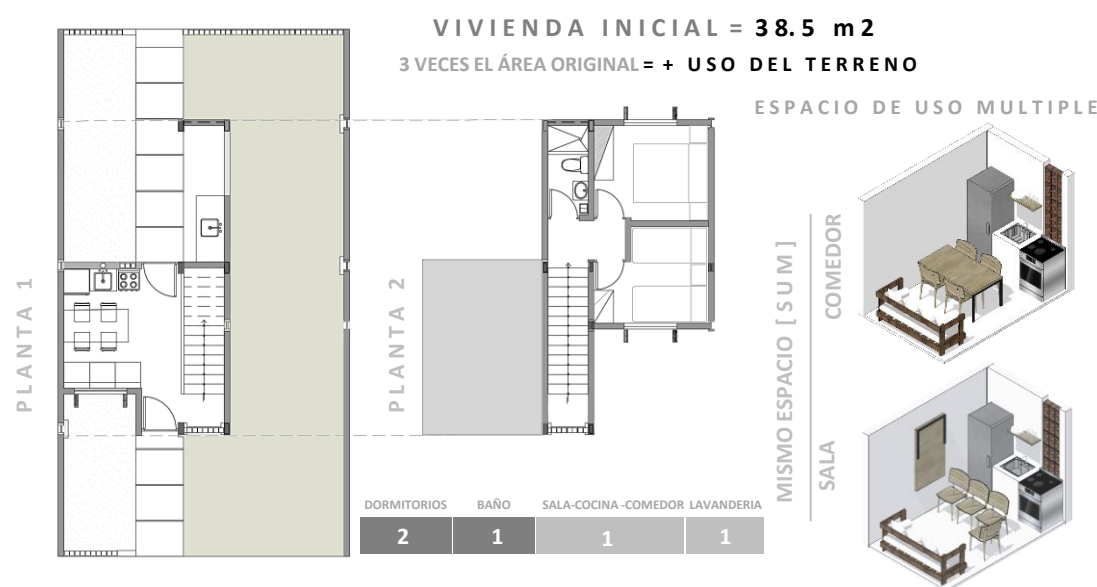 VIVIENDA INICIAL = 38.5 m2
3 VECES EL ÁREA ORIGINAL = + USO DEL TERRENO
ESPACIO DE USO MULTIPLE
PLANTA 1
PLANTA 2
MISMO ESPACIO [SUM]
COMEDOR
SALA
DORMITORIOS BAÑO SALA-COCINA -COMEDOR LAVANDERIA
2 1 1 1